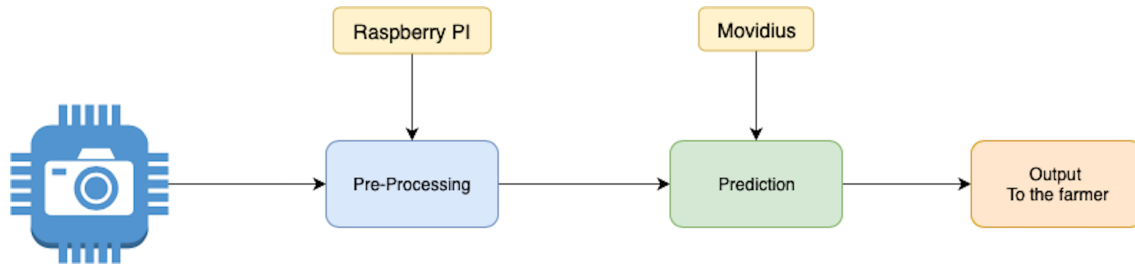 Raspberry PI
Movidius
Pre-Processing
Prediction
Output
To the farmer